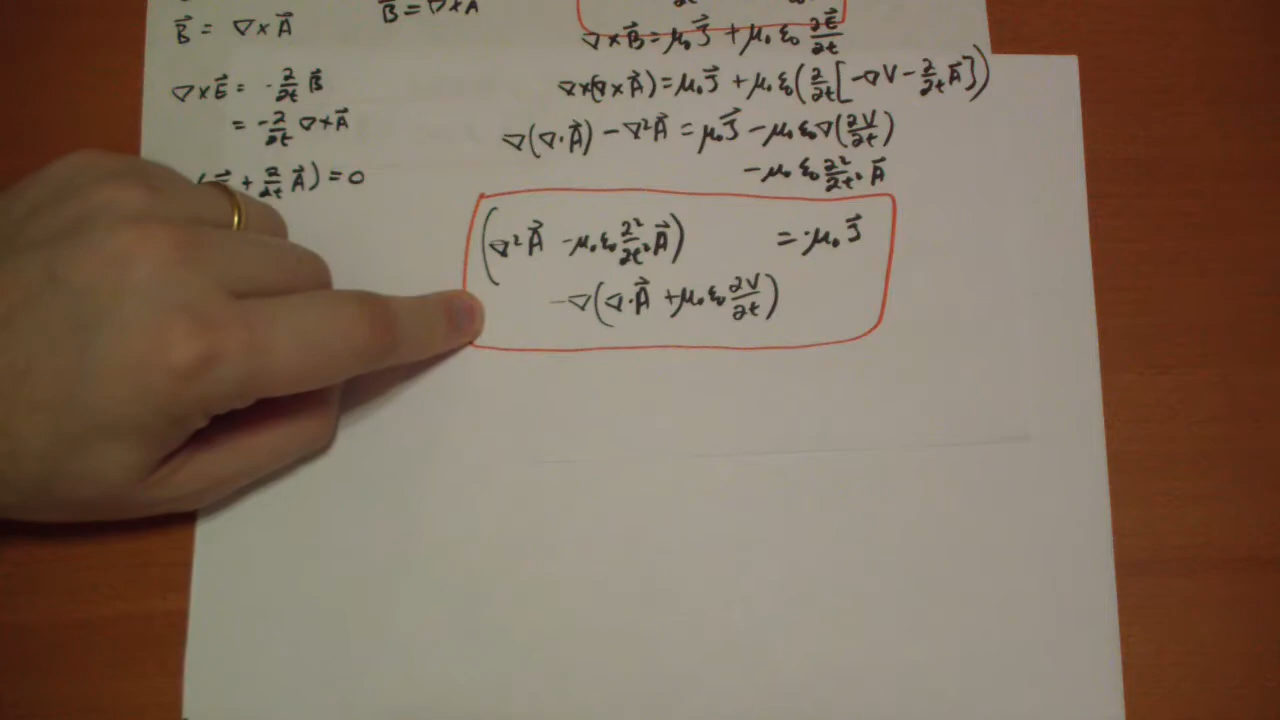 B⃗ = ∇×A⃗
B⃗ = ∇×A
∇×E⃗ = -∂/∂t B⃗
= -∂/∂t ∇×A⃗
+ ∂/∂t A⃗) = 0
∇×B⃗ = μ₀J⃗ + μ₀ε₀ ∂E⃗/∂t
∇×(∇×A⃗) = μ₀J⃗ + μ₀ε₀(∂/∂t[-∇V - ∂/∂t A⃗])
∇(∇·A⃗) - ∇²A⃗ = μ₀J⃗ - μ₀ε₀∇(∂V/∂t)
- μ₀ε₀ ∂²/∂t² A⃗
(∇²A⃗ - μ₀ε₀ ∂²/∂t² A⃗) = -μ₀J⃗
-∇(∇·A⃗ + μ₀ε₀ ∂V/∂t)